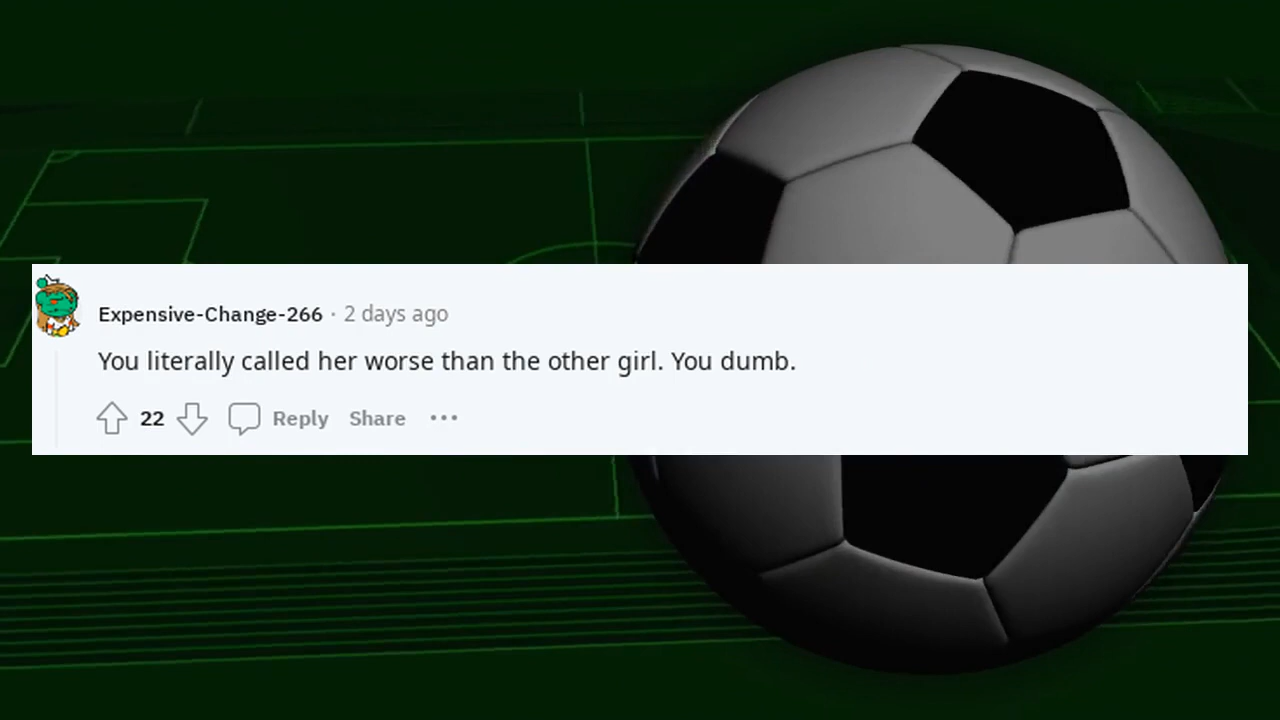 Expensive-Change-266 · 2 days ago
You literally called her worse than the other girl. You dumb.
22 Reply Share ···